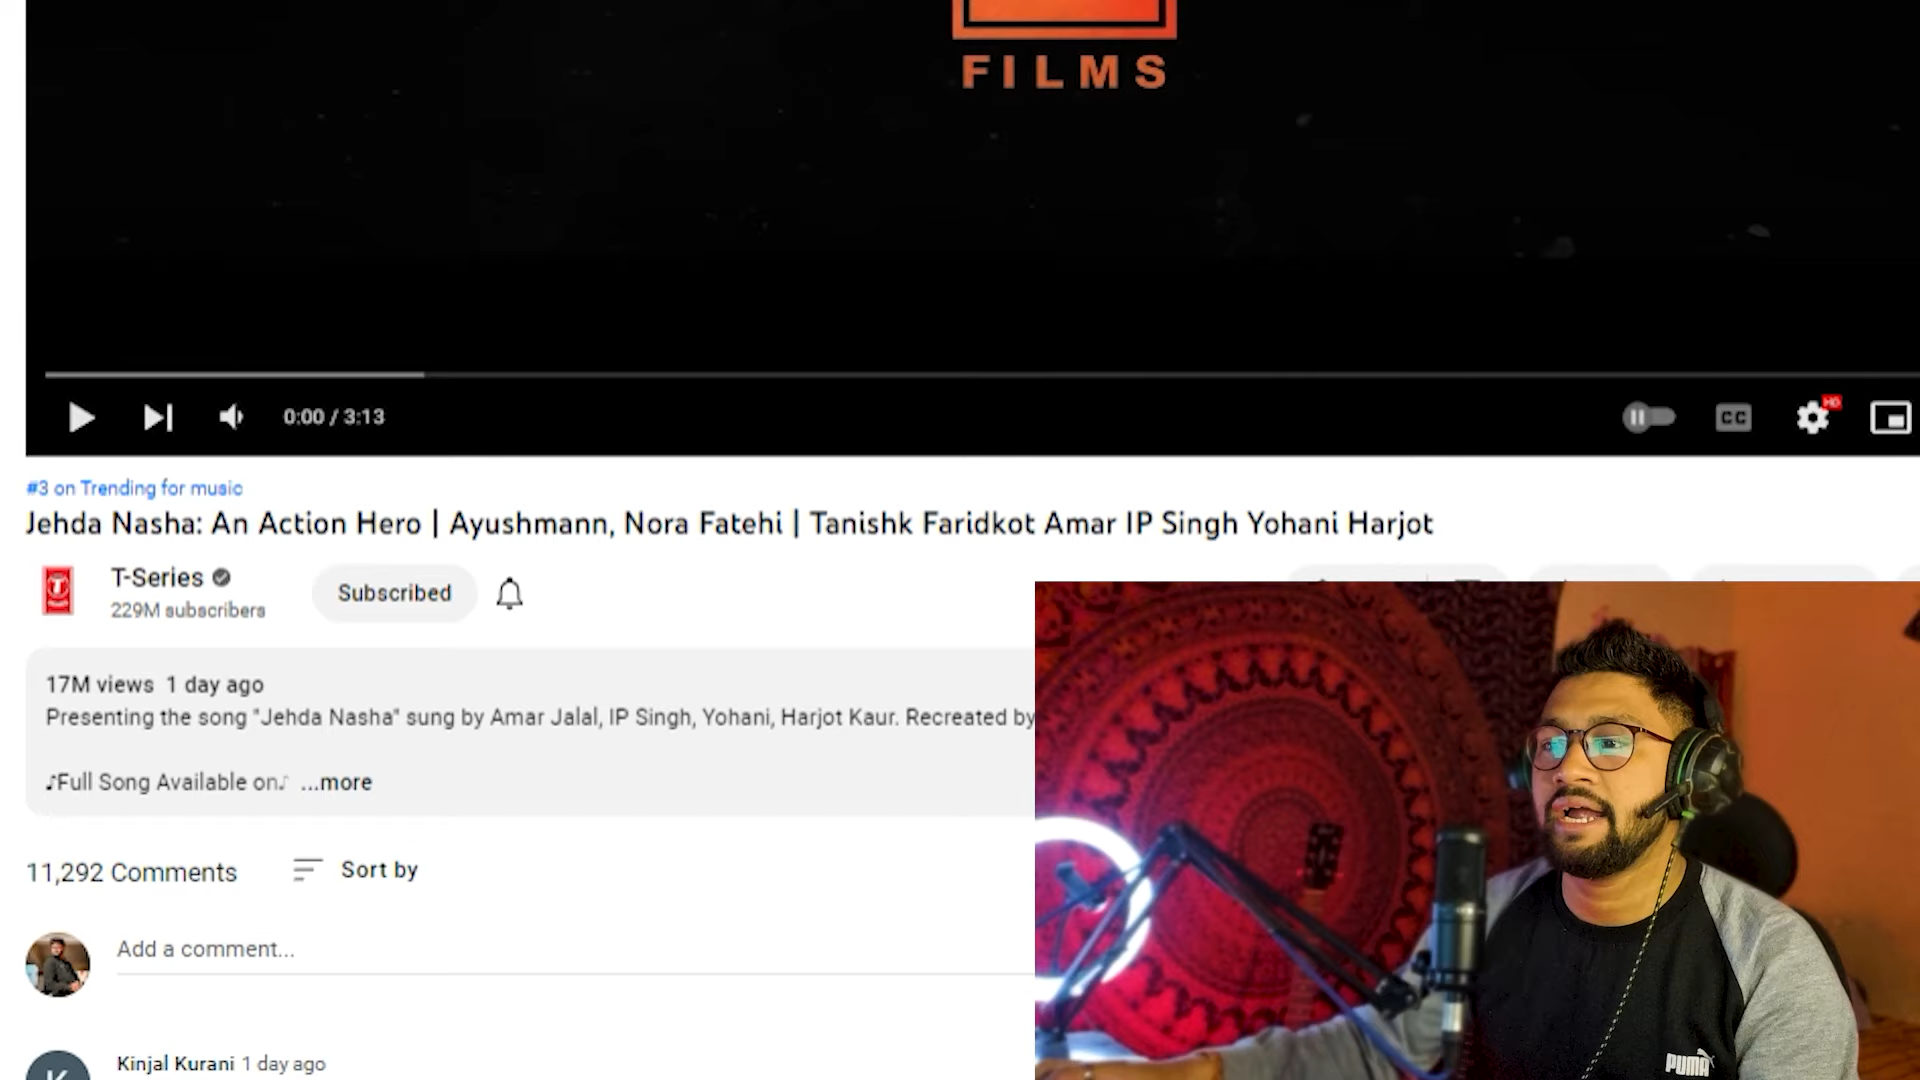 FILMS
0:00 / 3:13
CC
HD
#3 on Trending for music
Jehda Nasha: An Action Hero | Ayushmann, Nora Fatehi | Tanishk Faridkot Amar IP Singh Yohani Harjot
T-Series
229M subscribers
Subscribed
17M views 1 day ago
Presenting the song "Jehda Nasha" sung by Amar Jalal, IP Singh, Yohani, Harjot Kaur. Recreated by
♪Full Song Available on♪ ...more
11,292 Comments
Sort by
Add a comment...
K
Kinjal Kurani 1 day ago
PUMA